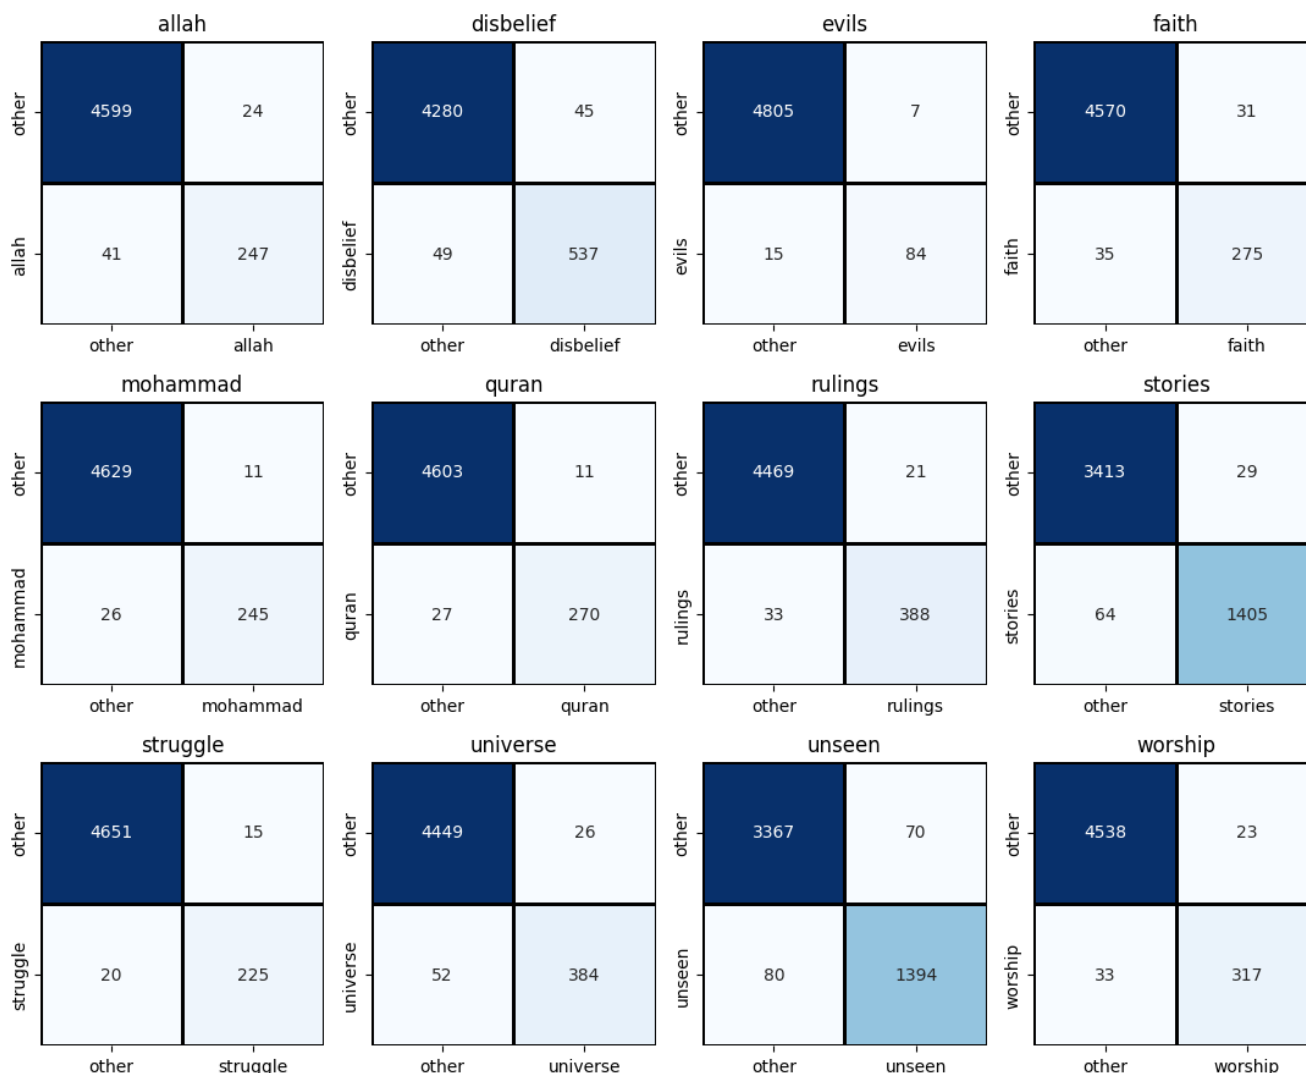 allah disbelief evils faith
other 4599 24 other 4280 45 other 4805 7 other 4570 31
allah 41 247 disbelief 49 537 evils 15 84 faith 35 275
other allah other disbelief other evils other faith
mohammad quran rulings stories
other 4629 11 other 4603 11 other 4469 21 other 3413 29
mohammad 26 245 quran 27 270 rulings 33 388 stories 64 1405
other mohammad other quran other rulings other stories
struggle universe unseen worship
other 4651 15 other 4449 26 other 3367 70 other 4538 23
struggle 20 225 universe 52 384 unseen 80 1394 worship 33 317
other struggle other universe other unseen other worship